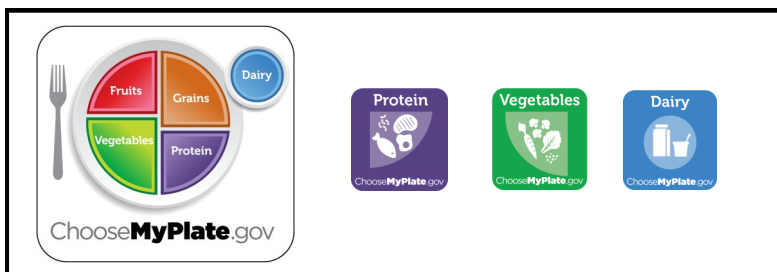 Fruits
Grains
Dairy
Vegetables
Protein
ChooseMyPlate.gov
Protein
ChooseMyPlate.gov
Vegetables
ChooseMyPlate.gov
Dairy
ChooseMyPlate.gov